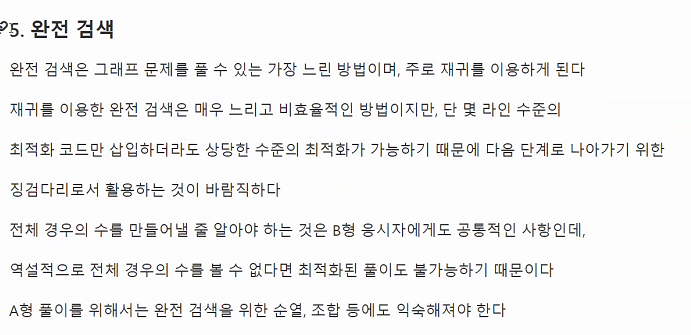 5. 완전 검색
완전 검색은 그래프 문제를 풀 수 있는 가장 느린 방법이며, 주로 재귀를 이용하게 된다
재귀를 이용한 완전 검색은 매우 느리고 비효율적인 방법이지만, 단 몇 라인 수준의
최적화 코드만 삽입하더라도 상당한 수준의 최적화가 가능하기 때문에 다음 단계로 나아가기 위한
징검다리로서 활용하는 것이 바람직하다
전체 경우의 수를 만들어낼 줄 알아야 하는 것은 B형 응시자에게도 공통적인 사항인데,
역설적으로 전체 경우의 수를 볼 수 없다면 최적화된 풀이도 불가능하기 때문이다
A형 풀이를 위해서는 완전 검색을 위한 순열, 조합 등에도 익숙해져야 한다